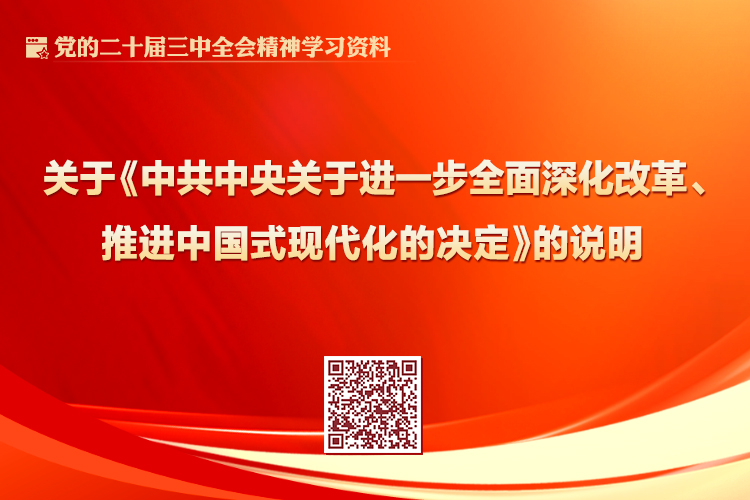 党的二十届三中全会精神学习资料
关于《中共中央关于进一步全面深化改革、
推进中国式现代化的决定》的说明